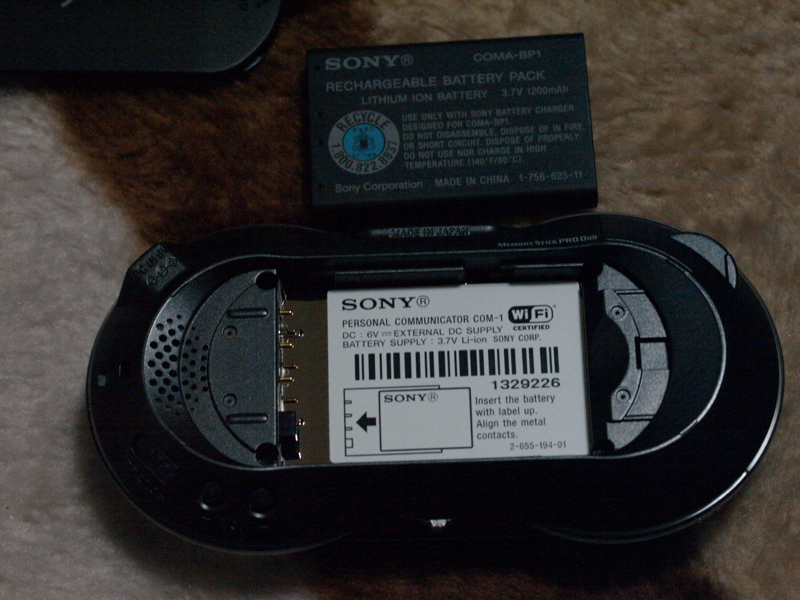 SONY® COMA-BP1
RECHARGEABLE BATTERY PACK
LITHIUM ION BATTERY 3.7V 1200mAh
RECYCLE
1.800.822.8837
USE ONLY WITH SONY BATTERY CHARGER
DESIGNED FOR COMA-BP1.
DO NOT DISASSEMBLE, DISPOSE OF IN FIRE,
OR SHORT CIRCUIT. DISPOSE OF PROPERLY.
DO NOT USE NOR CHARGE IN HIGH
TEMPERATURE (140°F/60°C).
Sony Corporation MADE IN CHINA 1-756-625-11
MADE IN JAPAN
MEMORY STICK PRO DUO
SONY®
Wi Fi
CERTIFIED
PERSONAL COMMUNICATOR COM-1
DC : 6V ⎓ EXTERNAL DC SUPPLY
BATTERY SUPPLY : 3.7V Li-ion SONY CORP.
1329226
SONY®
Insert the battery
with label up.
Align the metal
contacts.
2-655-194-01